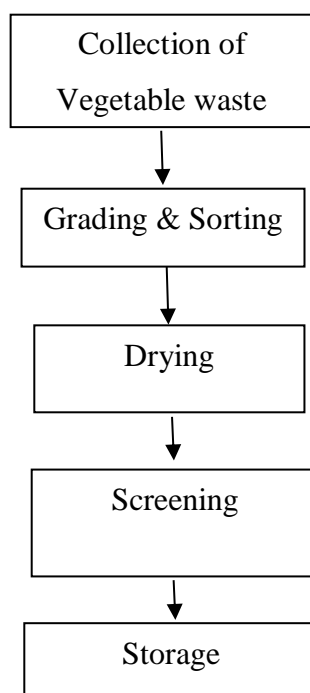 Collection of
Vegetable waste
Grading & Sorting
Drying
Screening
Storage